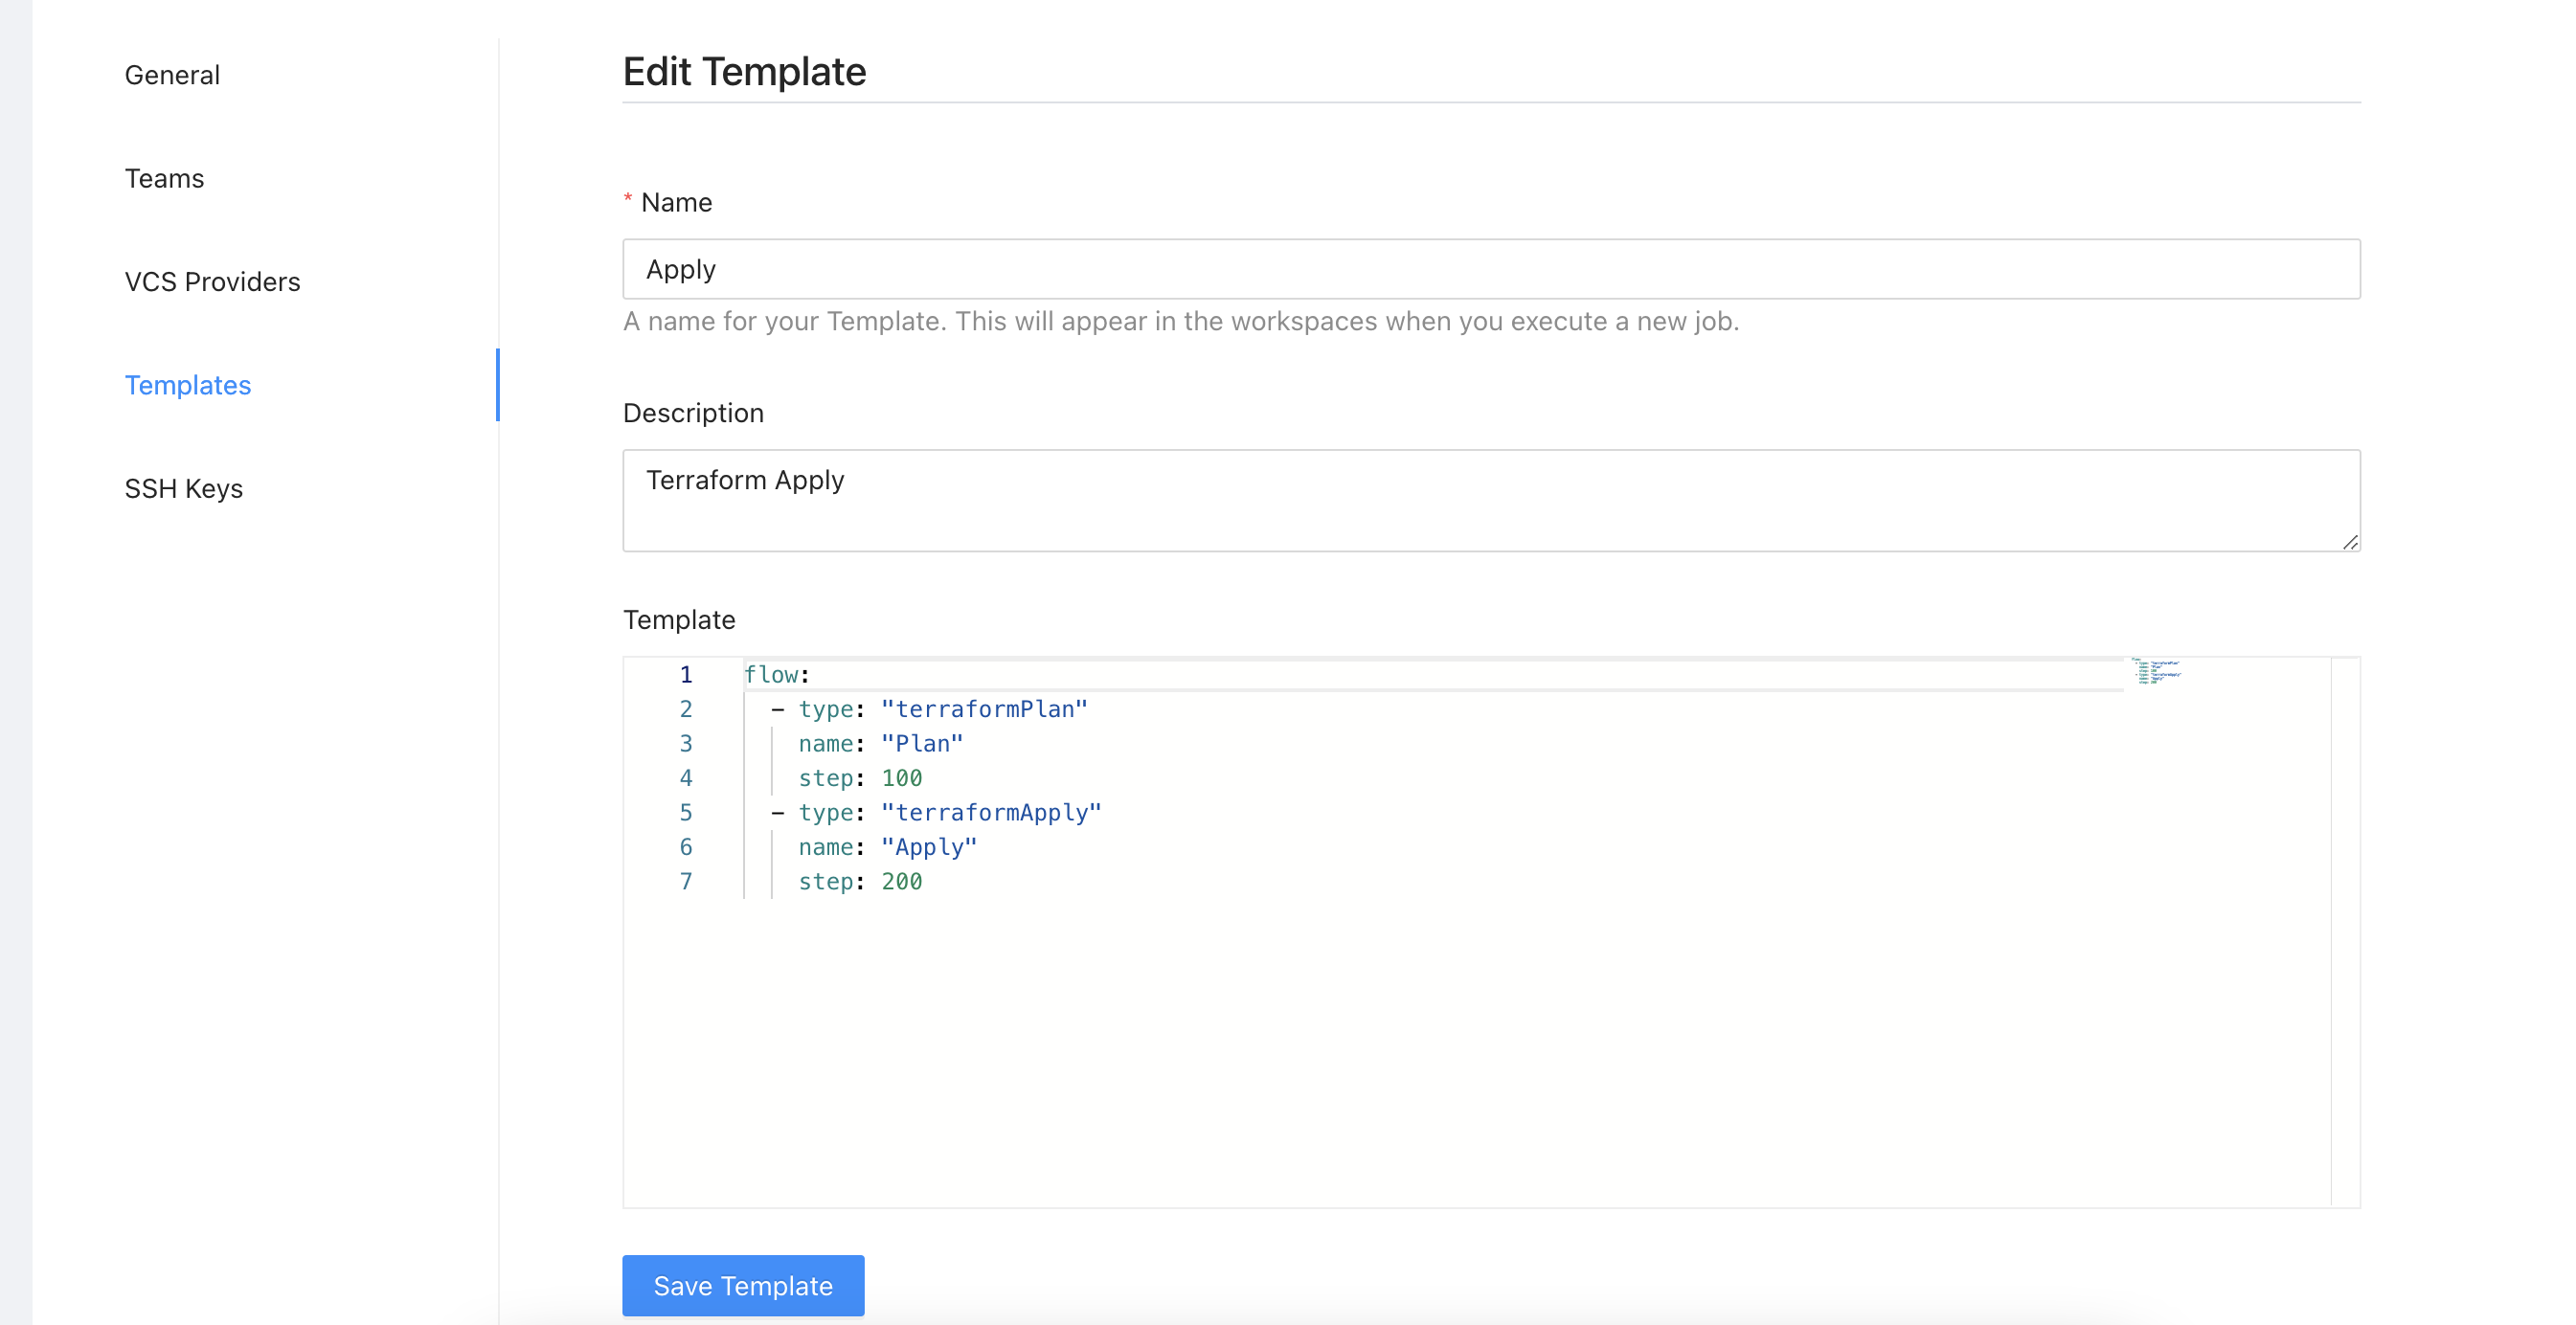 General
Teams
VCS Providers
Templates
SSH Keys
Edit Template
* Name
Apply
A name for your Template. This will appear in the workspaces when you execute a new job.
Description
Terraform Apply
Template
1 flow:
2 - type: "terraformPlan"
3 name: "Plan"
4 step: 100
5 - type: "terraformApply"
6 name: "Apply"
7 step: 200
Save Template